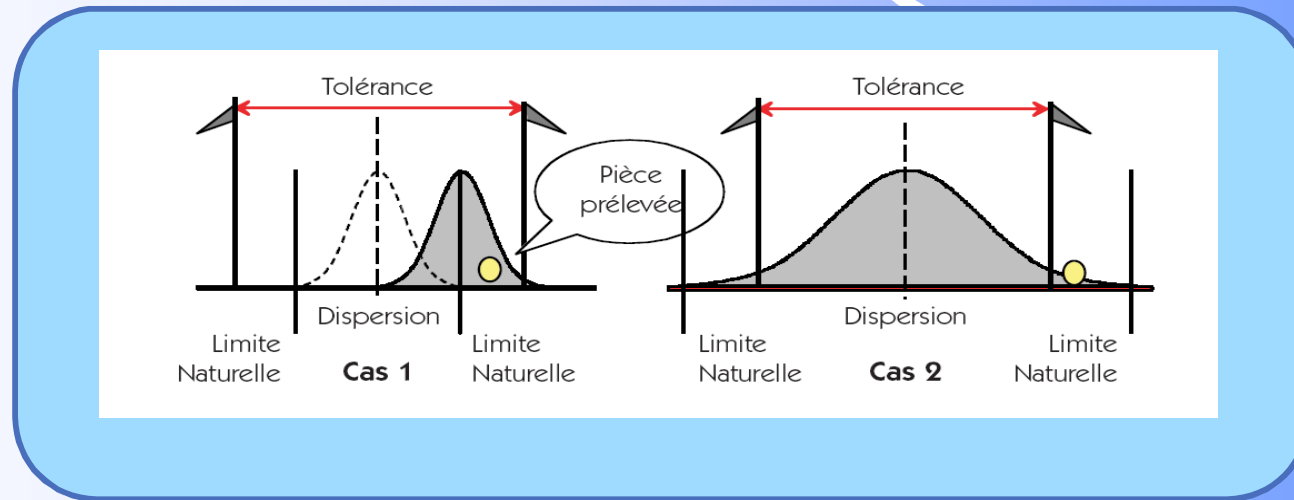 Tolérance
Pièce
prélevée
Dispersion
Limite
Naturelle
Cas 1
Limite
Naturelle
Tolérance
Dispersion
Limite
Naturelle
Cas 2
Limite
Naturelle